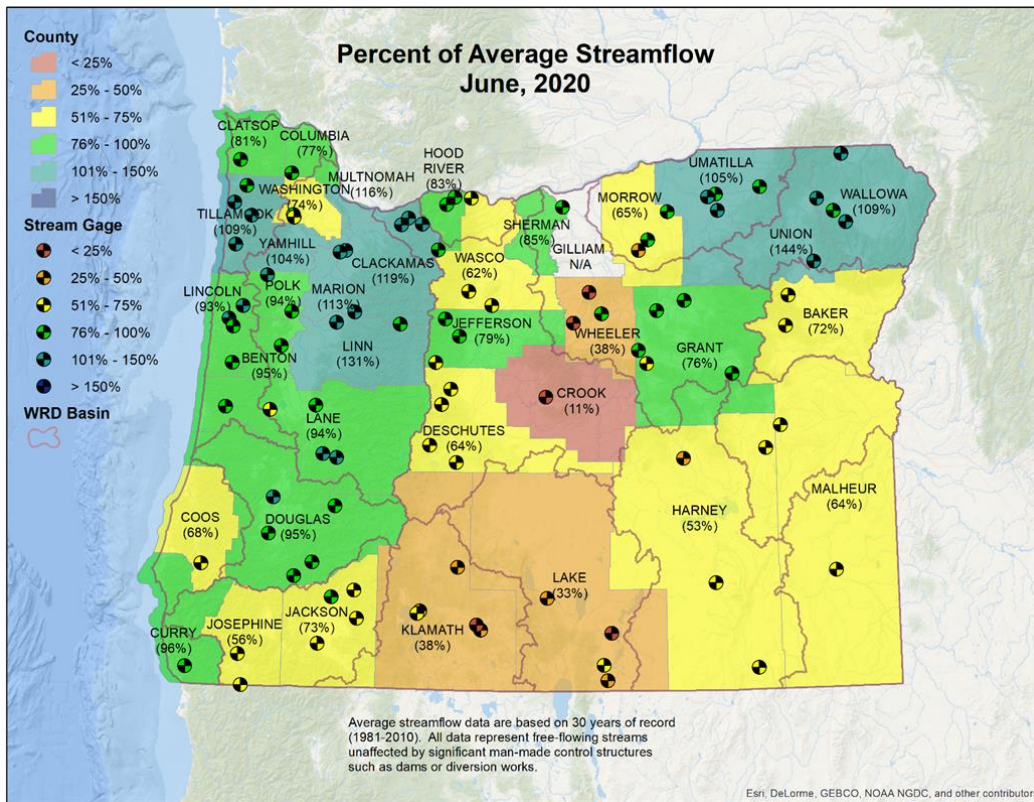 Percent of Average Streamflow
June, 2020
County
< 25%
25% - 50%
51% - 75%
76% - 100%
101% - 150%
> 150%
Stream Gage
< 25%
25% - 50%
51% - 75%
76% - 100%
101% - 150%
> 150%
WRD Basin
CLATSOP
(81%)
COLUMBIA
(77%)
HOOD
RIVER
(83%)
MULTNOMAH
(116%)
WASHINGTON
(74%)
TILLAMOOK
(109%)
YAMHILL
(104%)
CLACKAMAS
(119%)
WASCO
(62%)
SHERMAN
(85%)
GILLIAM
N/A
MORROW
(65%)
UMATILLA
(105%)
WALLOWA
(109%)
UNION
(144%)
LINCOLN
(93%)
POLK
(94%)
MARION
(113%)
JEFFERSON
(79%)
WHEELER
(38%)
BAKER
(72%)
BENTON
(95%)
LINN
(131%)
GRANT
(76%)
CROOK
(11%)
LANE
(94%)
DESCHUTES
(64%)
COOS
(68%)
DOUGLAS
(95%)
HARNEY
(53%)
MALHEUR
(64%)
CURRY
(96%)
JOSEPHINE
(56%)
JACKSON
(73%)
KLAMATH
(38%)
LAKE
(33%)
Average streamflow data are based on 30 years of record
(1981-2010).  All data represent free-flowing streams
unaffected by significant man-made control structures
such as dams or diversion works.
Esri, DeLorme, GEBCO, NOAA NGDC, and other contributor